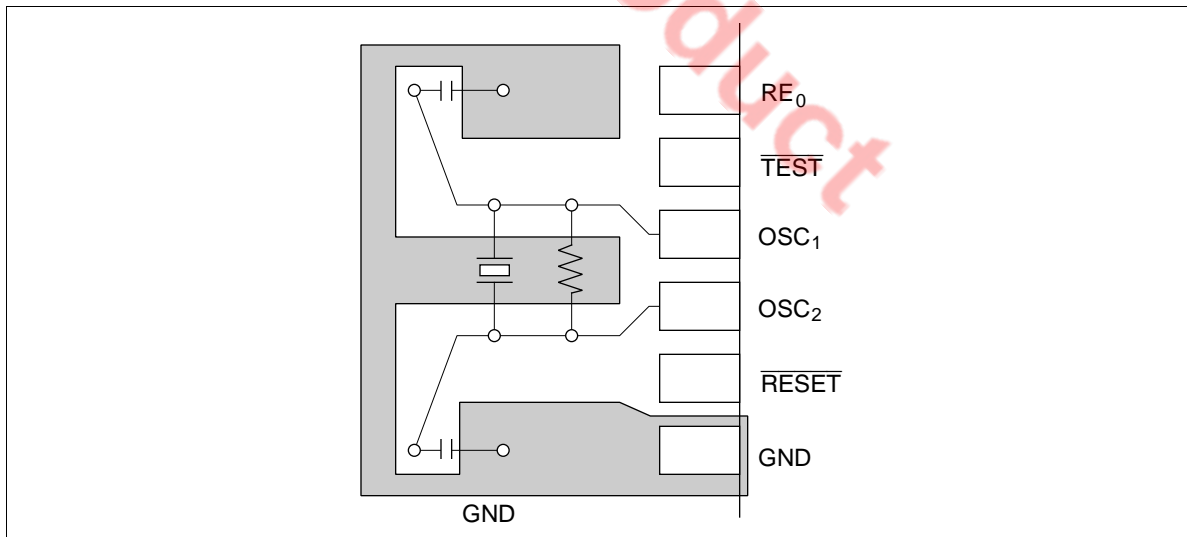 RE0
TEST
OSC1
OSC2
RESET
GND
GND